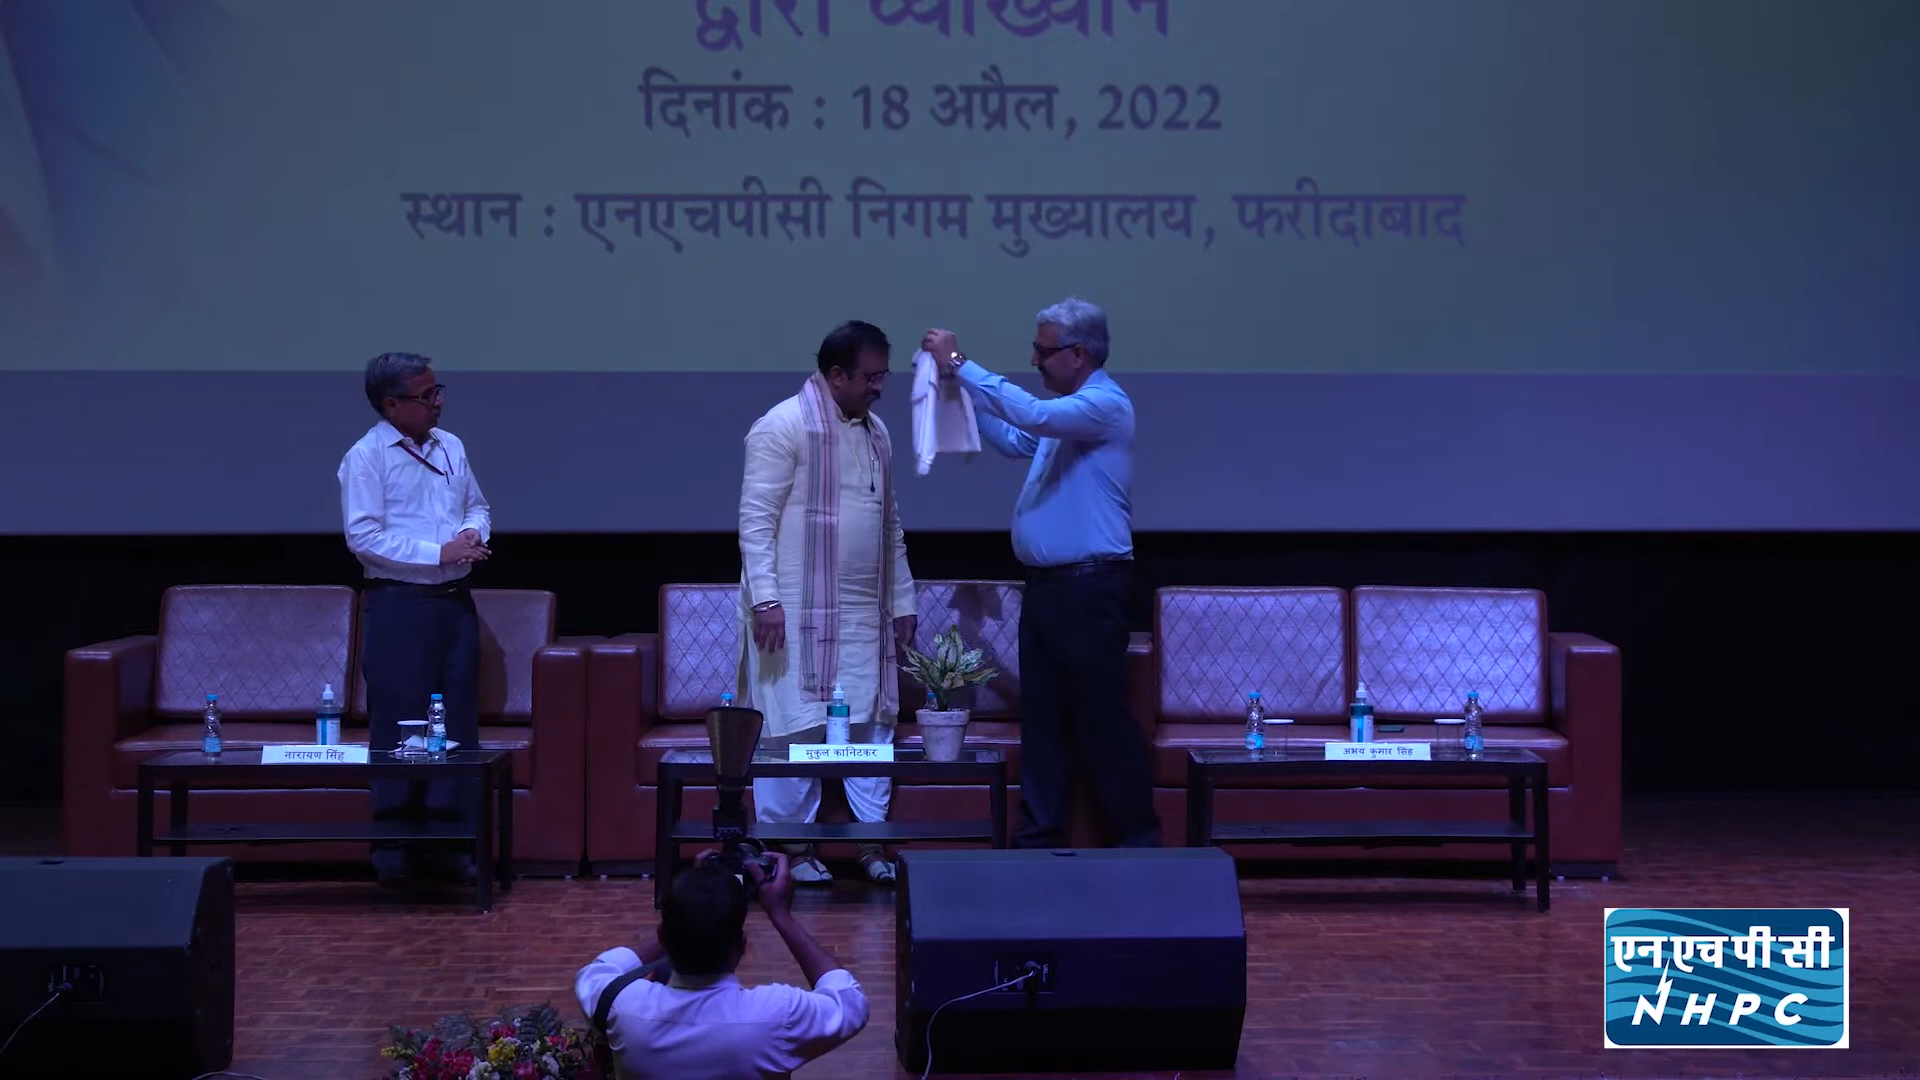 द्वारा व्याख्यान
दिनांक : 18 अप्रैल, 2022
स्थान : एनएचपीसी निगम मुख्यालय, फरीदाबाद
नारायण सिंह
मुकुल कानिटकर
अभय कुमार सिंह
एनएचपीसी
NHPC